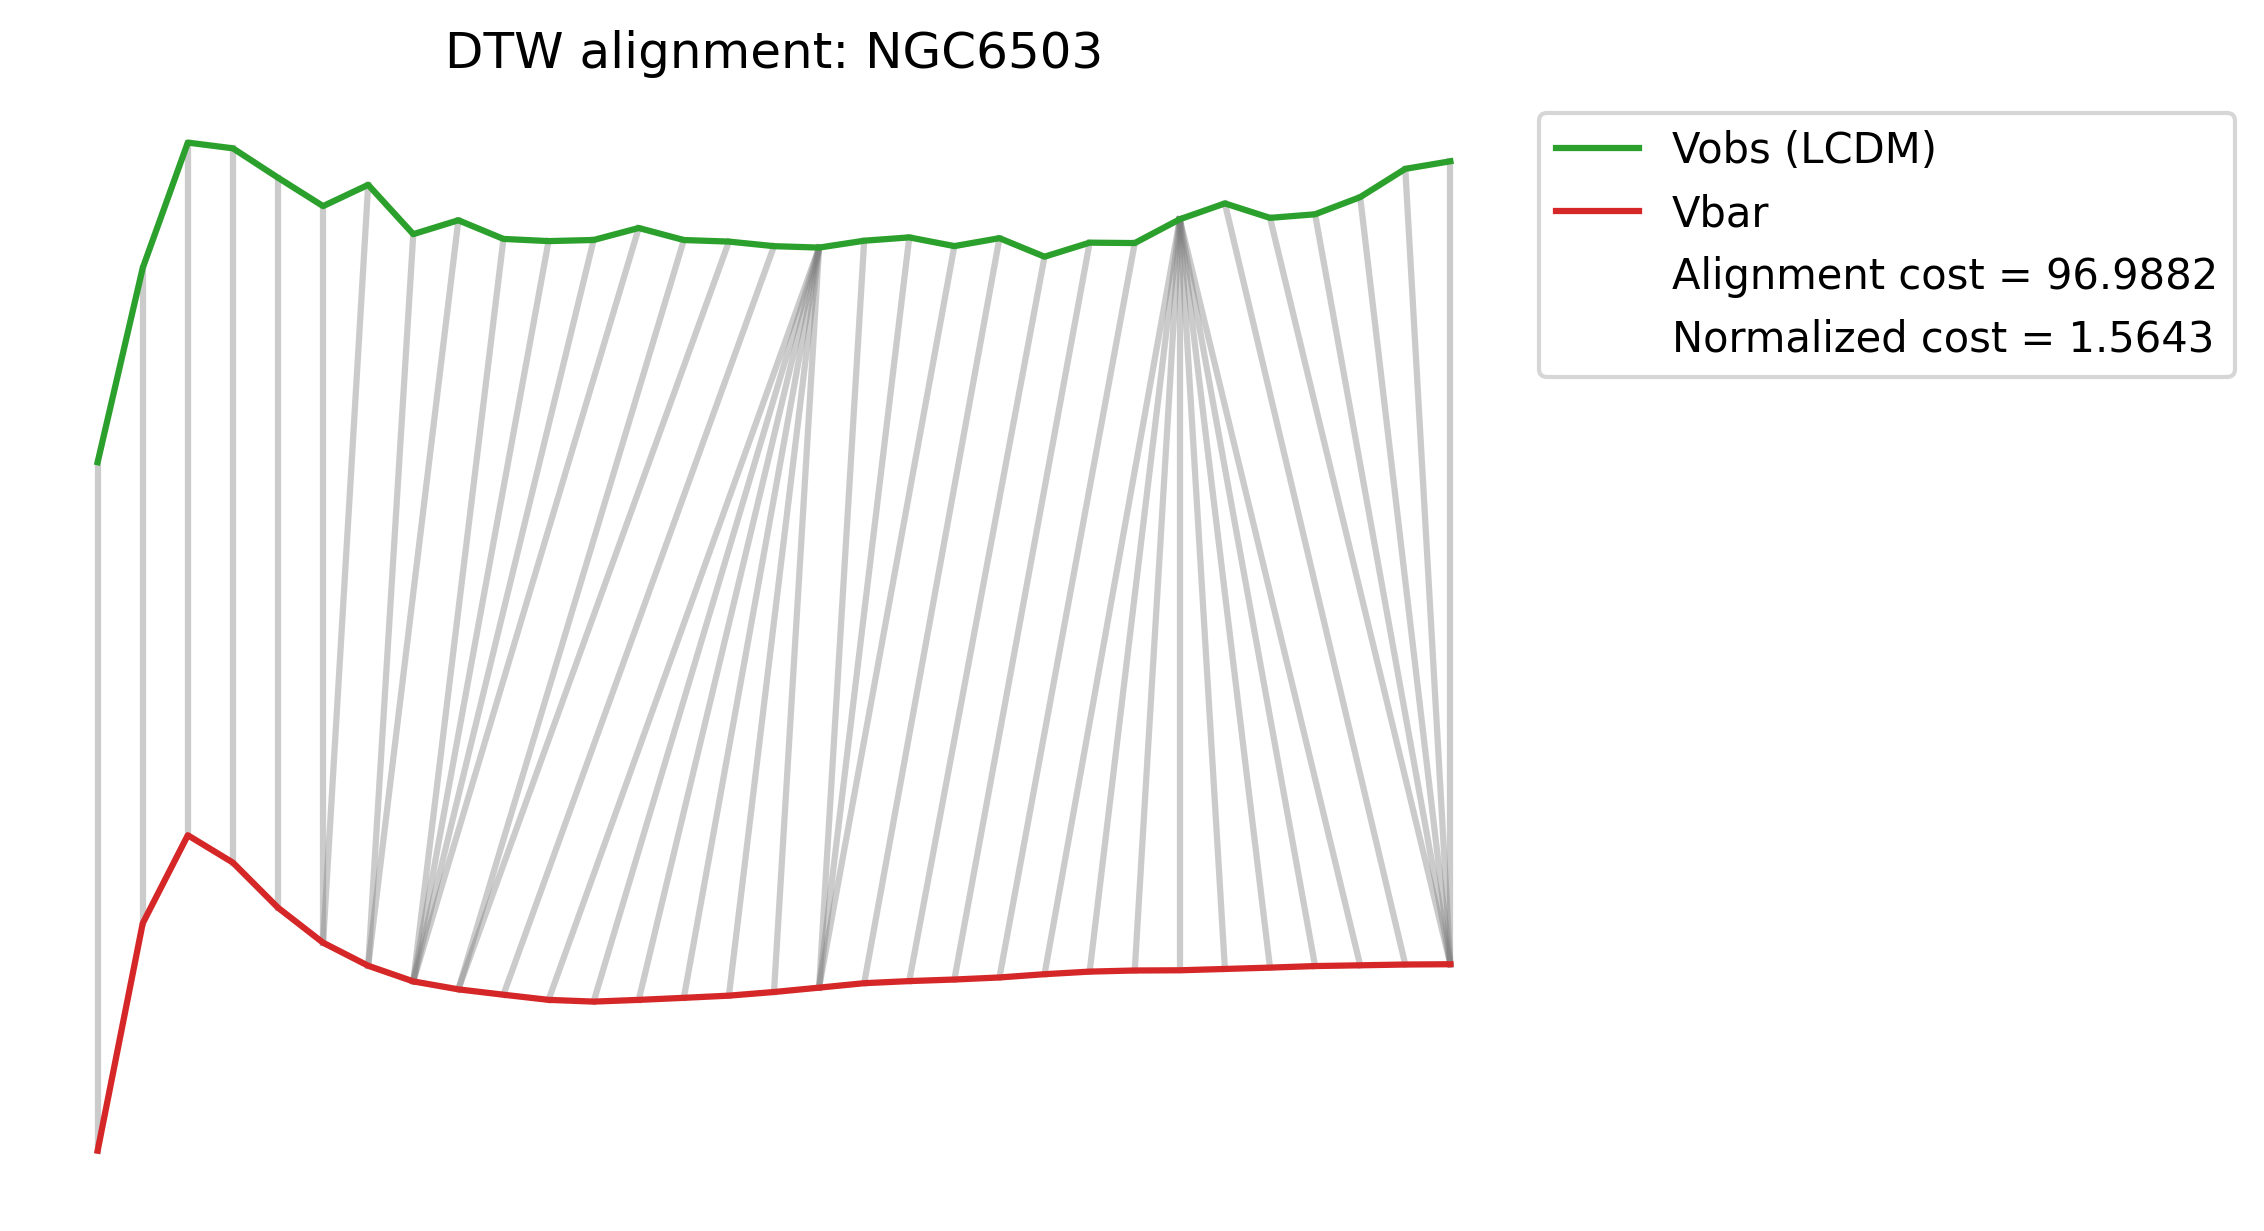 DTW alignment: NGC6503
Vobs (LCDM)
Vbar
Alignment cost = 96.9882
Normalized cost = 1.5643